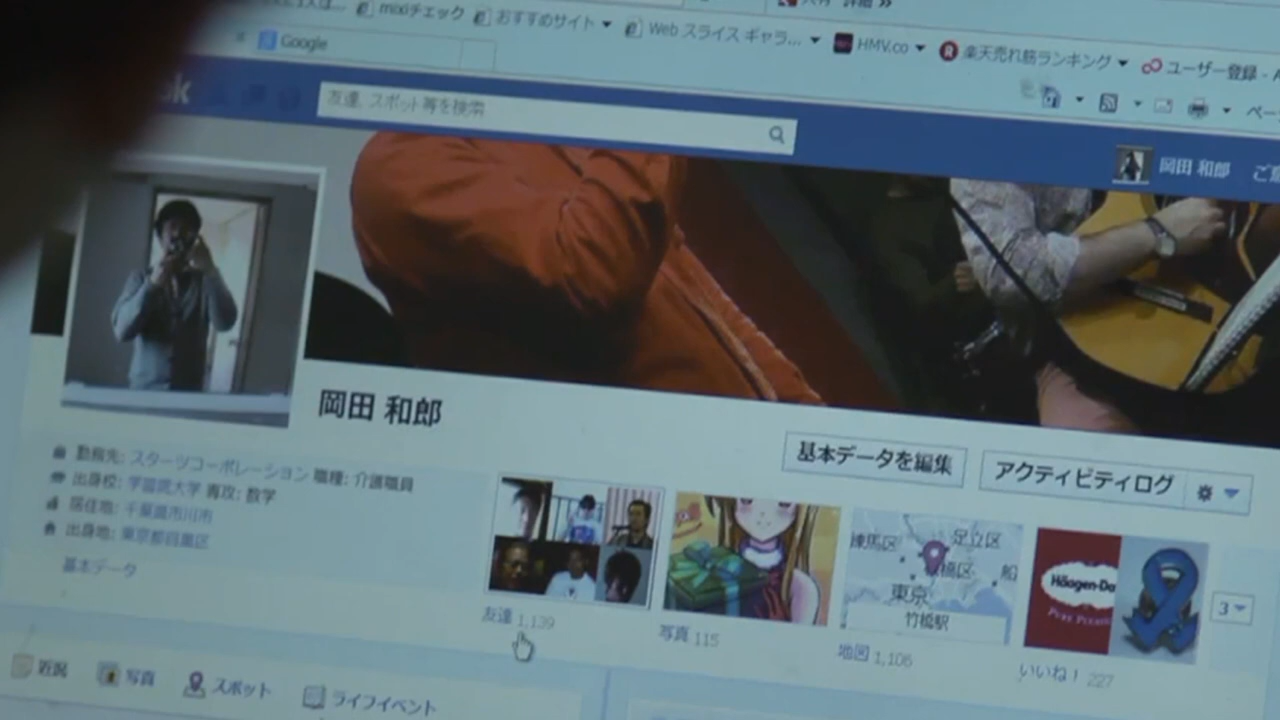 mixiチェック おすすめサイト Web スライス ギャラ... HMV.co 楽天売れ筋ランキング ユーザー登録 -
Google
友達、スポット等を検索
岡田 和郎
岡田 和郎
基本データを編集
アクティビティログ
勤務先: スターツコーポレーション 職種: 介護職員
出身校: 学習院大学 専攻: 数学
居住地: 千葉県市川市
出身地: 東京都目黒区
基本データ
練馬区 足立区
板橋区 船
東京
竹橋駅
Häagen-Da
3
友達 1,139
写真 115
地図 1,106
いいね! 227
近況 写真 スポット ライフイベント